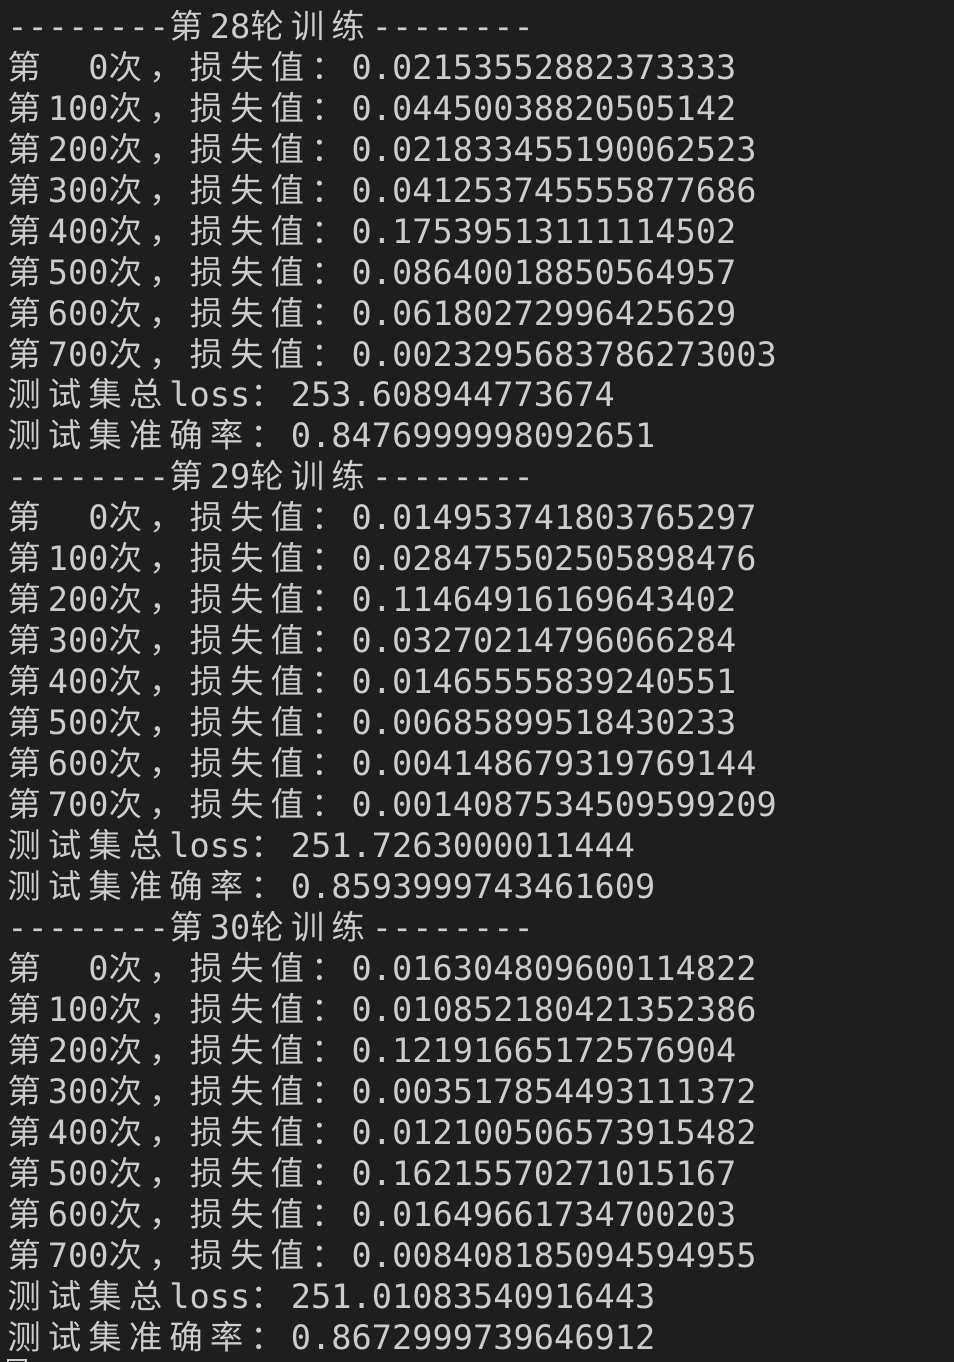 --------第28轮训练--------
第  0次，损失值：0.02153552882373333
第100次，损失值：0.04450038820505142
第200次，损失值：0.021833455190062523
第300次，损失值：0.041253745555877686
第400次，损失值：0.17539513111114502
第500次，损失值：0.08640018850564957
第600次，损失值：0.06180272996425629
第700次，损失值：0.0023295683786273003
测试集总loss：253.608944773674
测试集准确率：0.8476999998092651
--------第29轮训练--------
第  0次，损失值：0.014953741803765297
第100次，损失值：0.028475502505898476
第200次，损失值：0.11464916169643402
第300次，损失值：0.03270214796066284
第400次，损失值：0.01465555839240551
第500次，损失值：0.00685899518430233
第600次，损失值：0.004148679319769144
第700次，损失值：0.0014087534509599209
测试集总loss：251.7263000011444
测试集准确率：0.8593999743461609
--------第30轮训练--------
第  0次，损失值：0.016304809600114822
第100次，损失值：0.010852180421352386
第200次，损失值：0.12191665172576904
第300次，损失值：0.003517854493111372
第400次，损失值：0.012100506573915482
第500次，损失值：0.16215570271015167
第600次，损失值：0.01649661734700203
第700次，损失值：0.008408185094594955
测试集总loss：251.01083540916443
测试集准确率：0.8672999739646912